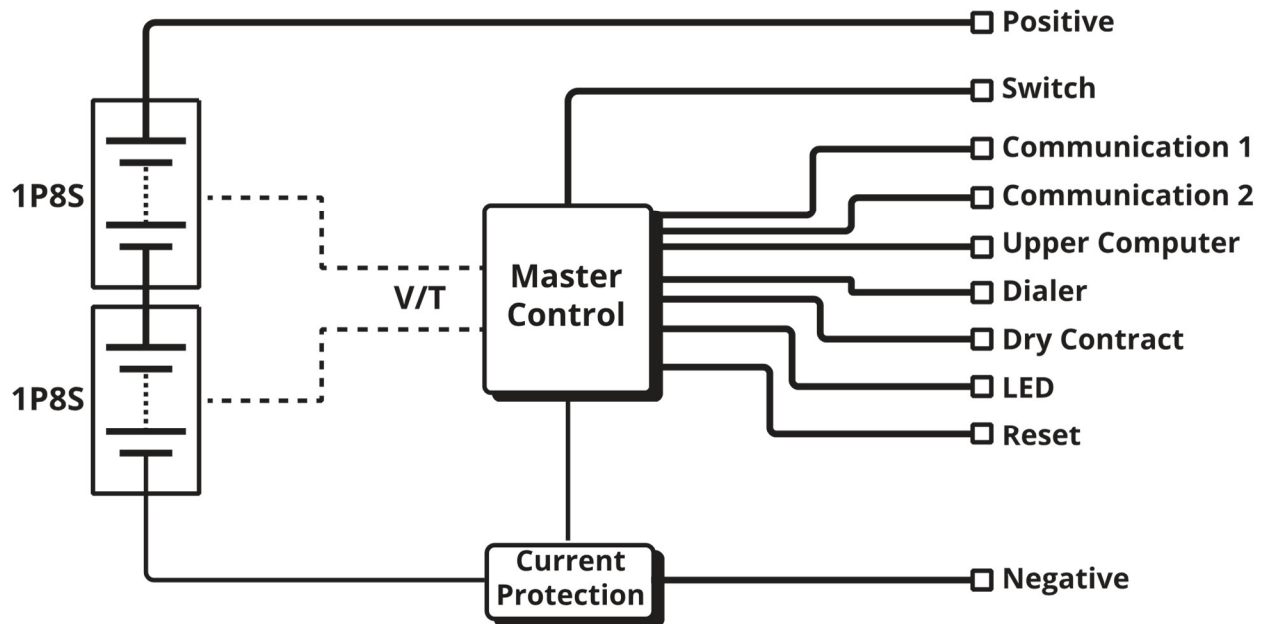 Positive
Switch
Communication 1
1P8S
Communication 2
Upper Computer
Master
Control
V/T
Dialer
Dry Contract
1P8S
LED
Reset
Current
Protection
Negative